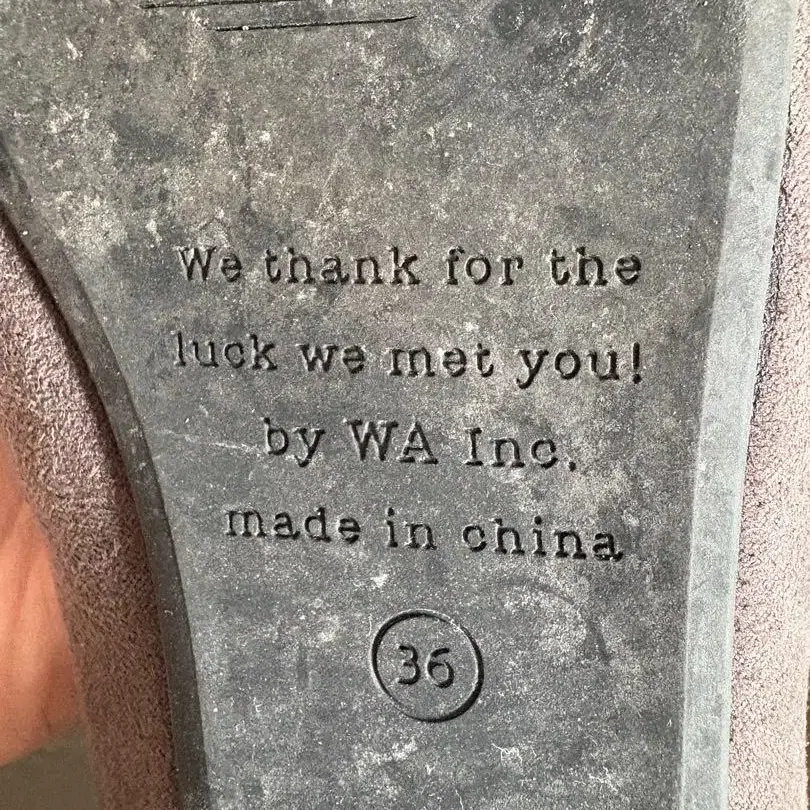 We thank for the
luck we met you!
by WA Inc.
made in china
36